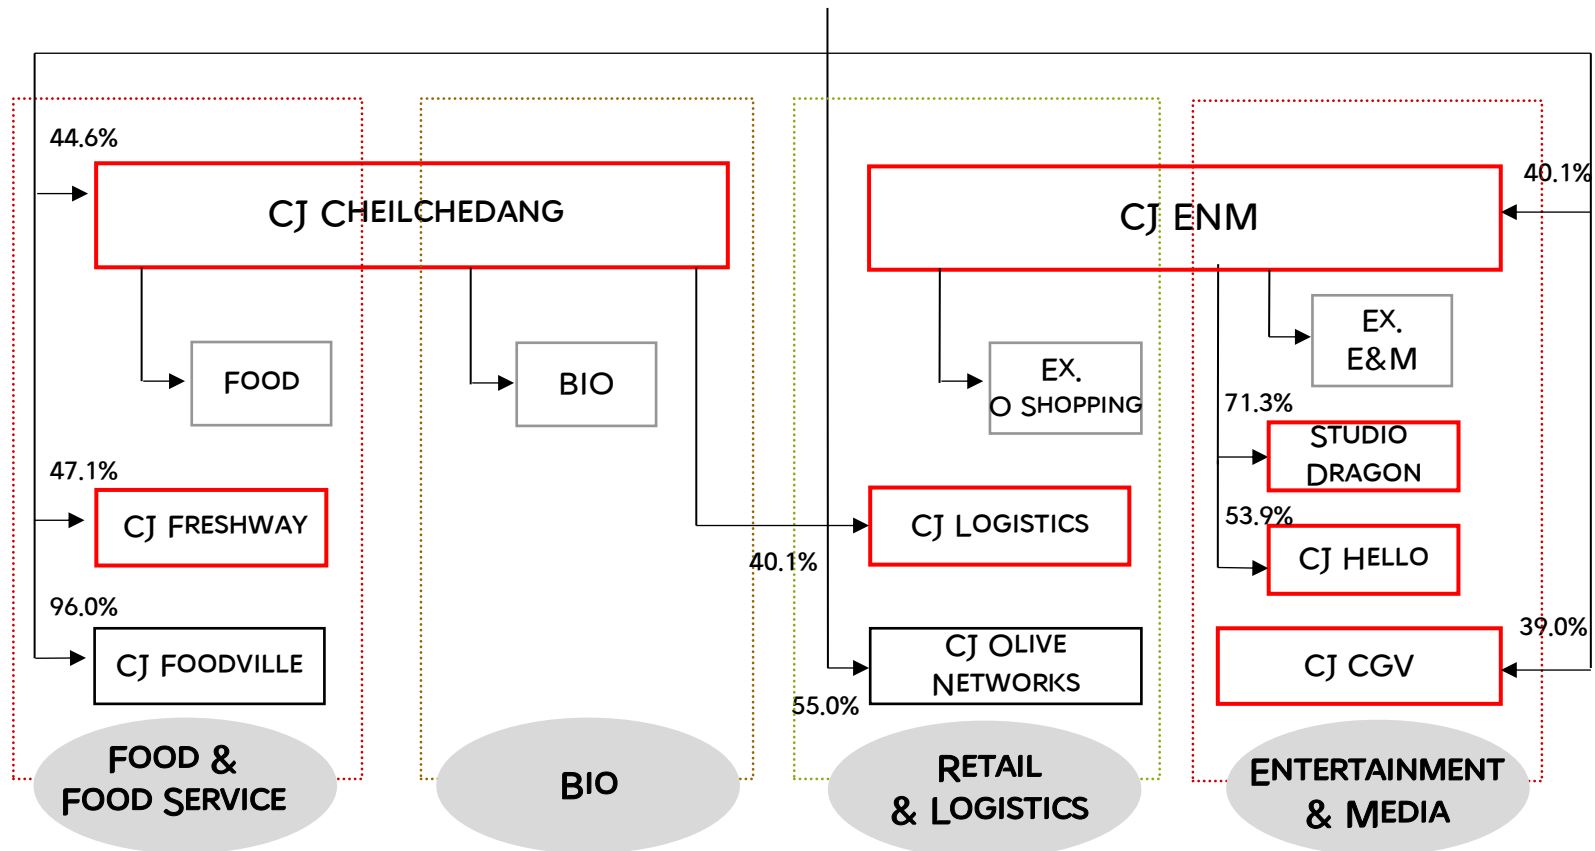 44.6%
CJ CHEILCHEDANG
40.1%
CJ ENM
FOOD
BIO
EX.
O SHOPPING
EX.
E&M
71.3%
STUDIO
DRAGON
47.1%
CJ FRESHWAY
40.1%
CJ LOGISTICS
53.9%
CJ HELLO
96.0%
CJ FOODVILLE
55.0%
CJ OLIVE
NETWORKS
39.0%
CJ CGV
FOOD &
FOOD SERVICE
BIO
RETAIL
& LOGISTICS
ENTERTAINMENT
& MEDIA